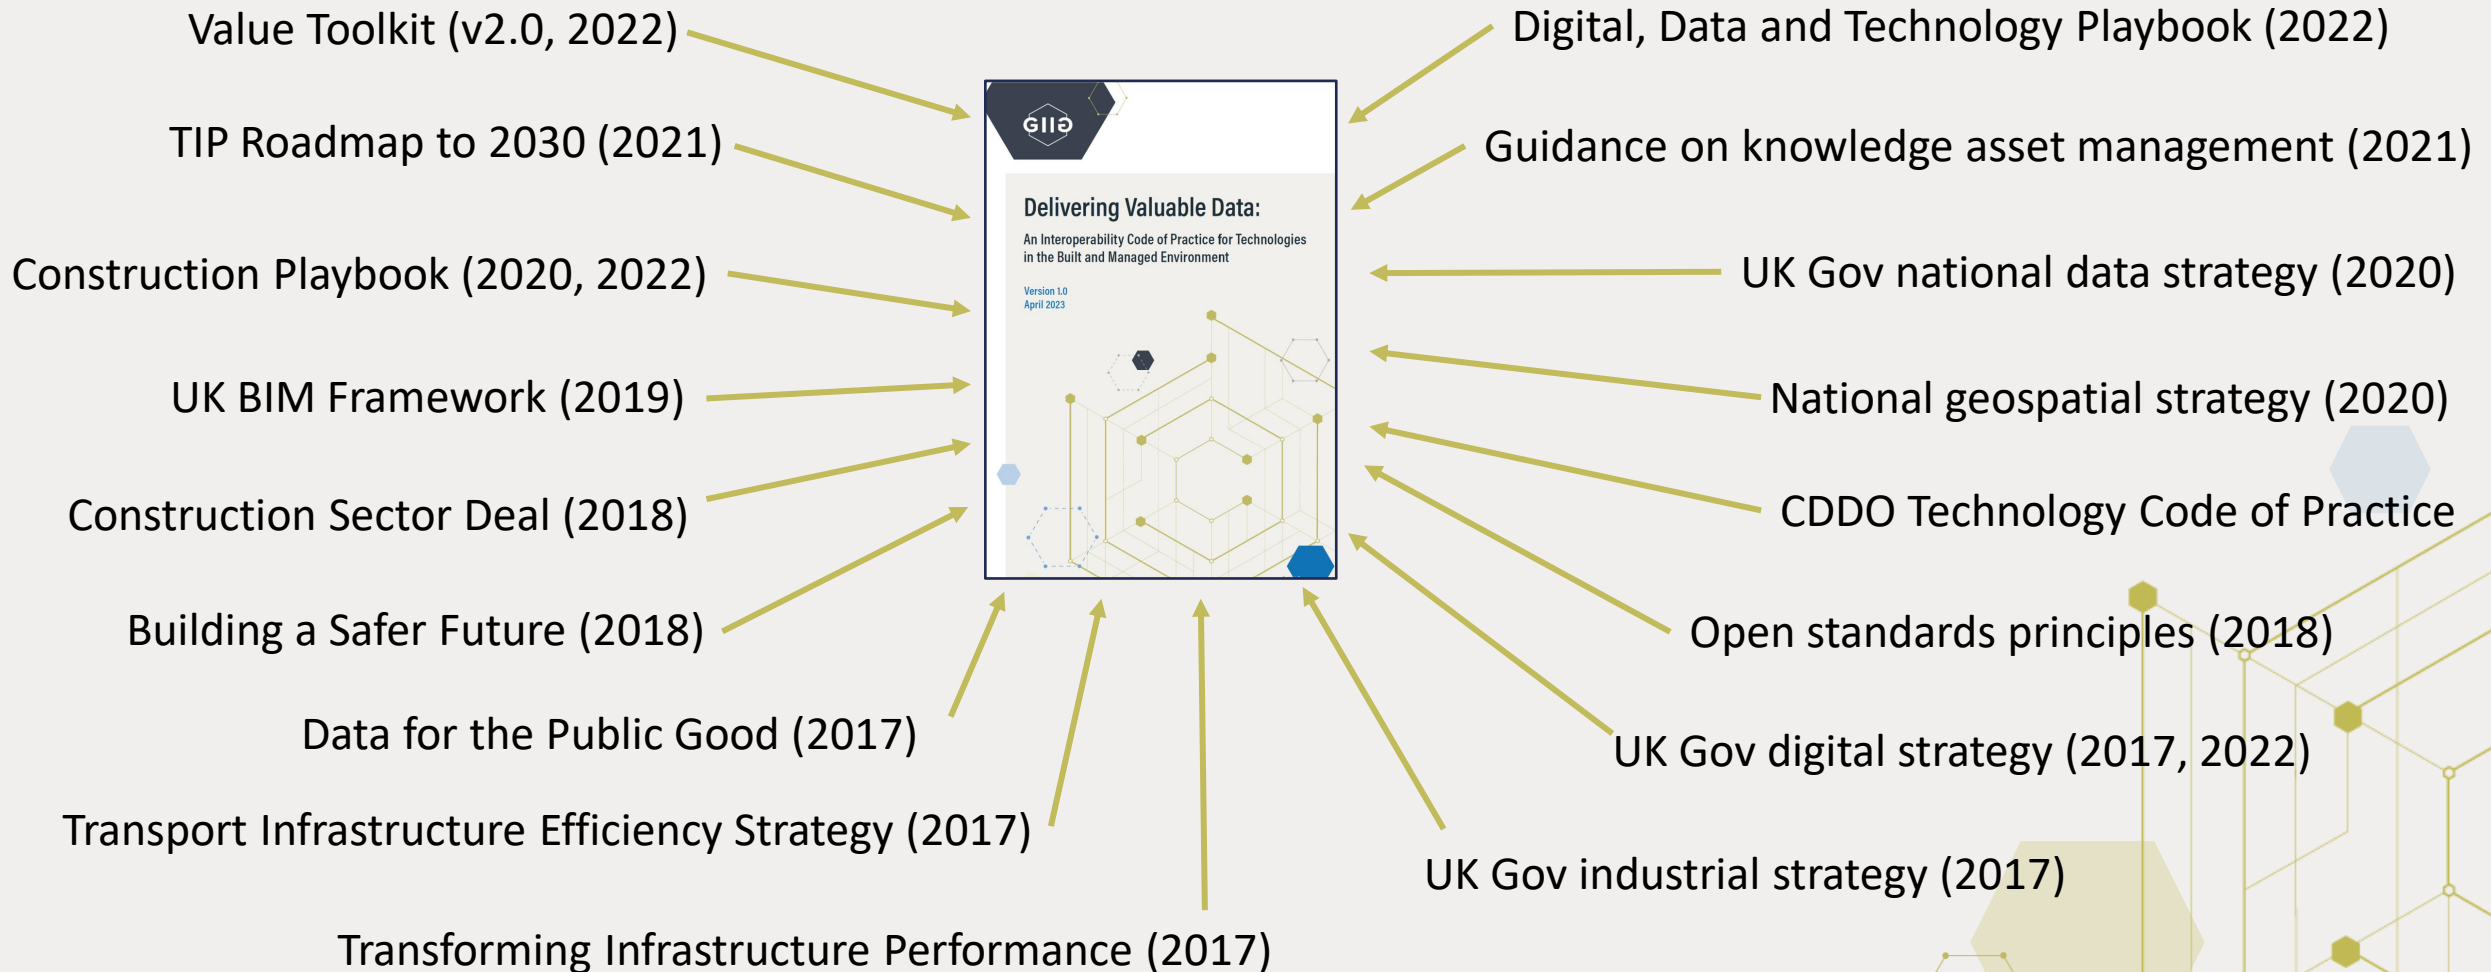 Value Toolkit (v2.0, 2022)
TIP Roadmap to 2030 (2021)
Construction Playbook (2020, 2022)
UK BIM Framework (2019)
Construction Sector Deal (2018)
Building a Safer Future (2018)
Data for the Public Good (2017)
Transport Infrastructure Efficiency Strategy (2017)
Transforming Infrastructure Performance (2017)
GIIG
Delivering Valuable Data:
An Interoperability Code of Practice for Technologies
in the Built and Managed Environment
Version 1.0
April 2023
Digital, Data and Technology Playbook (2022)
Guidance on knowledge asset management (2021)
UK Gov national data strategy (2020)
National geospatial strategy (2020)
CDDO Technology Code of Practice
Open standards principles (2018)
UK Gov digital strategy (2017, 2022)
UK Gov industrial strategy (2017)